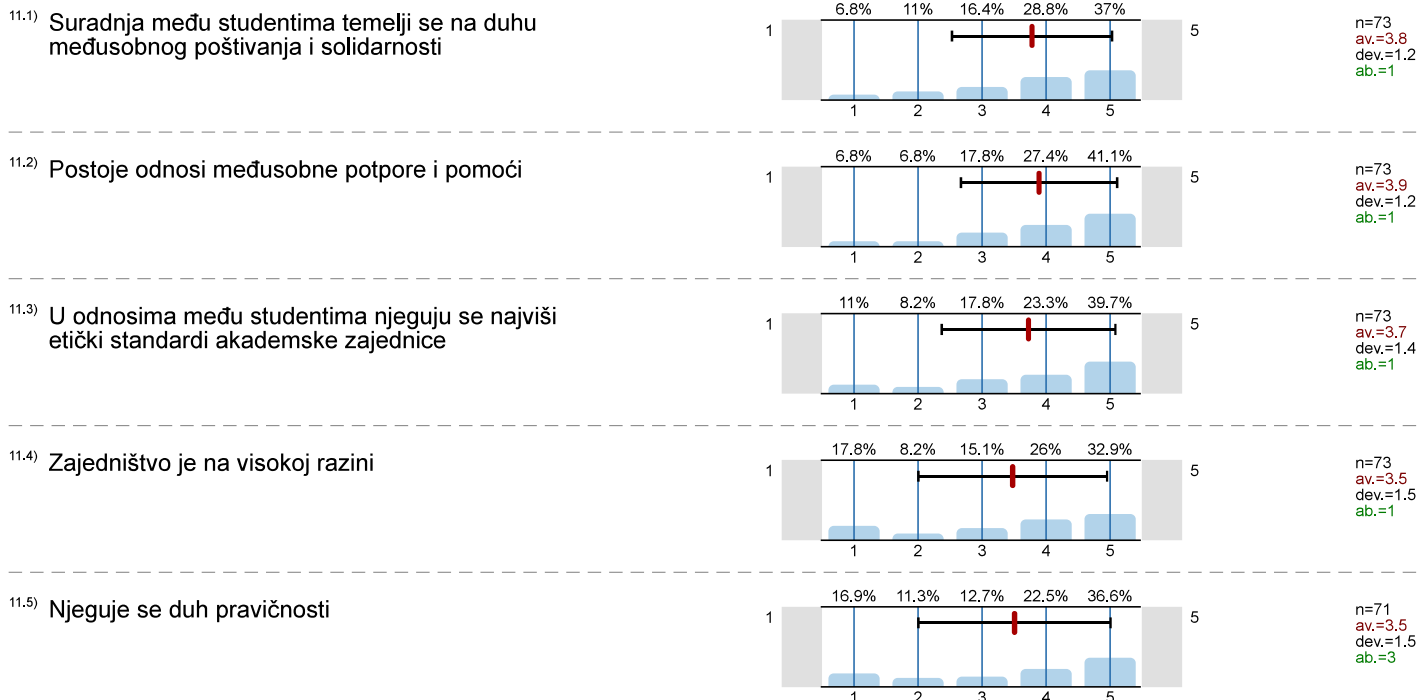 11.1) Suradnja među studentima temelji se na duhu
međusobnog poštivanja i solidarnosti
6.8% 11% 16.4% 28.8% 37%
1 5
1 2 3 4 5
n=73
av.=3.8
dev.=1.2
ab.=1
11.2) Postoje odnosi međusobne potpore i pomoći
6.8% 6.8% 17.8% 27.4% 41.1%
1 5
1 2 3 4 5
n=73
av.=3.9
dev.=1.2
ab.=1
11.3) U odnosima među studentima njeguju se najviši
etički standardi akademske zajednice
11% 8.2% 17.8% 23.3% 39.7%
1 5
1 2 3 4 5
n=73
av.=3.7
dev.=1.4
ab.=1
11.4) Zajedništvo je na visokoj razini
17.8% 8.2% 15.1% 26% 32.9%
1 5
1 2 3 4 5
n=73
av.=3.5
dev.=1.5
ab.=1
11.5) Njeguje se duh pravičnosti
16.9% 11.3% 12.7% 22.5% 36.6%
1 5
1 2 3 4 5
n=71
av.=3.5
dev.=1.5
ab.=3